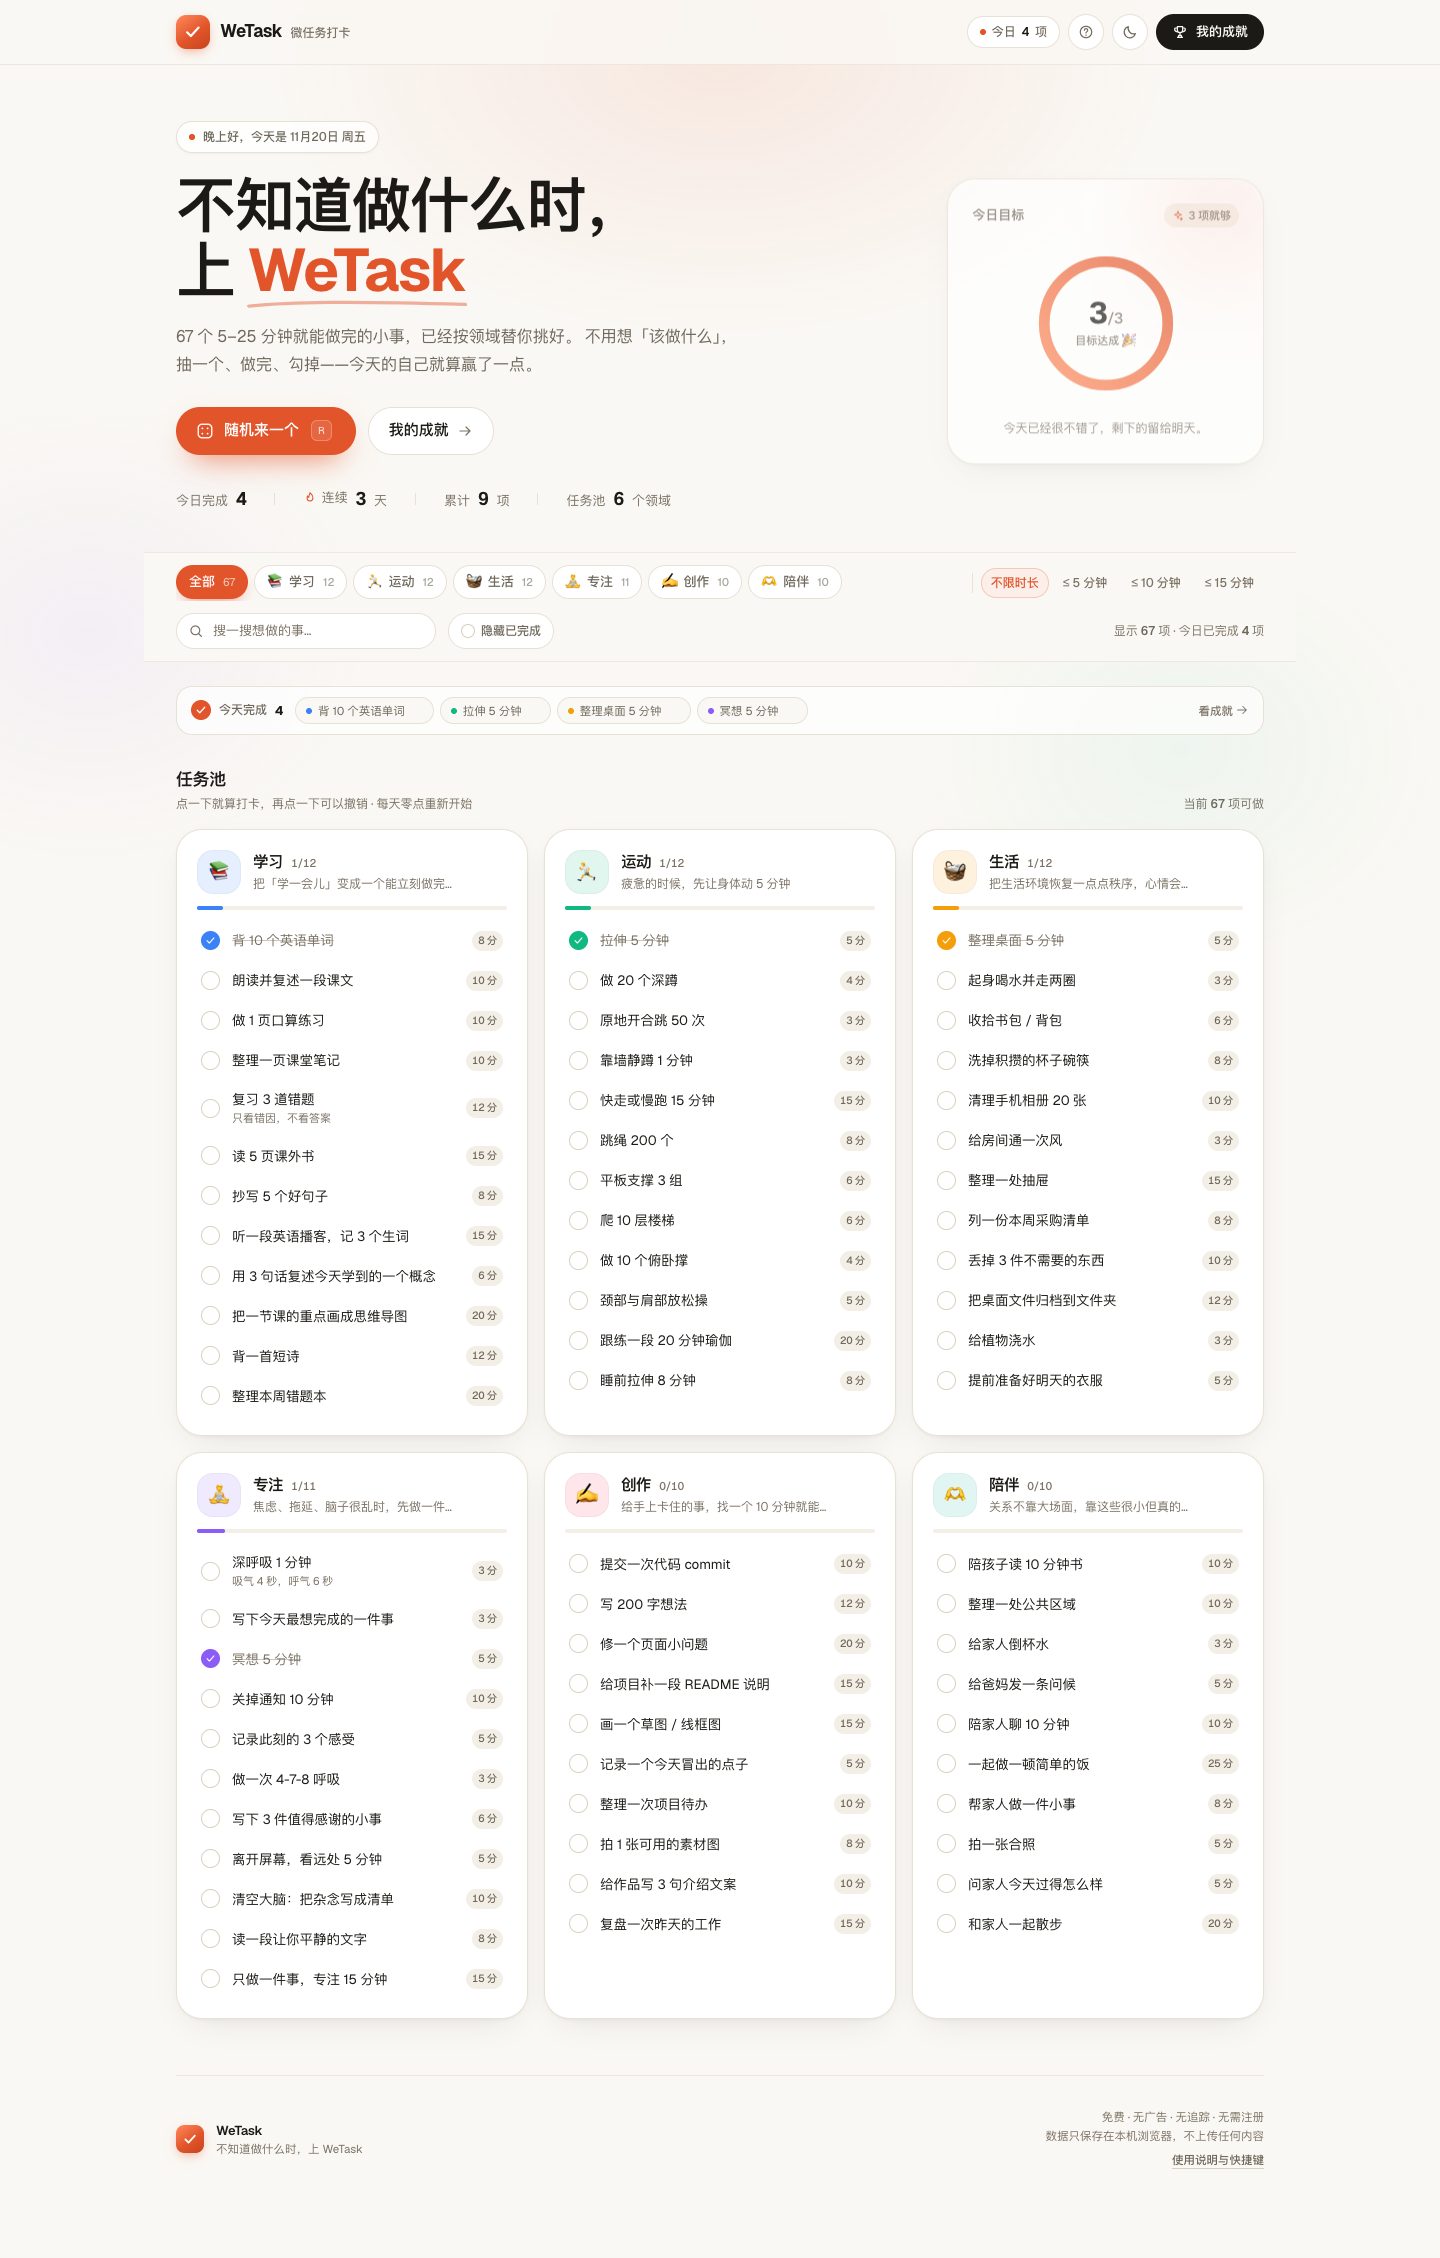 WeTask 微任务打卡
今日 4 项
我的成就
晚上好，今天是 11月20日 周五
不知道做什么时，
上 WeTask
67 个 5–25 分钟就能做完的小事，已经按领域替你挑好。 不用想「该做什么」，
抽一个、做完、勾掉——今天的自己就算赢了一点。
随机来一个 R
我的成就 →
今日完成 4
连续 3 天
累计 9 项
任务池 6 个领域
今日目标
3 项就够
3/3
目标达成🎉
今天已经很不错了，剩下的留给明天。
全部 67
学习 12
运动 12
生活 12
专注 11
创作 10
陪伴 10
不限时长
≤ 5 分钟
≤ 10 分钟
≤ 15 分钟
搜一搜想做的事…
隐藏已完成
显示 67 项 · 今日已完成 4 项
今天完成 4
背 10 个英语单词
拉伸 5 分钟
整理桌面 5 分钟
冥想 5 分钟
看成就 →
任务池
点一下就算打卡，再点一下可以撤销 · 每天零点重新开始
当前 67 项可做
学习 1/12
把「学一会儿」变成一个能立刻做完…
背 10 个英语单词 8 分
朗读并复述一段课文 10 分
做 1 页口算练习 10 分
整理一页课堂笔记 10 分
复习 3 道错题 12 分
只看错因，不看答案
读 5 页课外书 15 分
抄写 5 个好句子 8 分
听一段英语播客，记 3 个生词 15 分
用 3 句话复述今天学到的一个概念 6 分
把一节课的重点画成思维导图 20 分
背一首短诗 12 分
整理本周错题本 20 分
运动 1/12
疲惫的时候，先让身体动 5 分钟
拉伸 5 分钟 5 分
做 20 个深蹲 4 分
原地开合跳 50 次 3 分
靠墙静蹲 1 分钟 3 分
快走或慢跑 15 分钟 15 分
跳绳 200 个 8 分
平板支撑 3 组 6 分
爬 10 层楼梯 6 分
做 10 个俯卧撑 4 分
颈部与肩部放松操 5 分
跟练一段 20 分钟瑜伽 20 分
睡前拉伸 8 分钟 8 分
生活 1/12
把生活环境恢复一点点秩序，心情会…
整理桌面 5 分钟 5 分
起身喝水并走两圈 3 分
收拾书包 / 背包 6 分
洗掉积攒的杯子碗筷 8 分
清理手机相册 20 张 10 分
给房间通一次风 3 分
整理一处抽屉 15 分
列一份本周采购清单 8 分
丢掉 3 件不需要的东西 10 分
把桌面文件归档到文件夹 12 分
给植物浇水 3 分
提前准备好明天的衣服 5 分
专注 1/11
焦虑、拖延、脑子很乱时，先做一件…
深呼吸 1 分钟 3 分
吸气 4 秒，呼气 6 秒
写下今天最想完成的一件事 3 分
冥想 5 分钟 5 分
关掉通知 10 分钟 10 分
记录此刻的 3 个感受 5 分
做一次 4-7-8 呼吸 3 分
写下 3 件值得感谢的小事 6 分
离开屏幕，看远处 5 分钟 5 分
清空大脑：把杂念写成清单 10 分
读一段让你平静的文字 8 分
只做一件事，专注 15 分钟 15 分
创作 0/10
给手上卡住的事，找一个 10 分钟就能…
提交一次代码 commit 10 分
写 200 字想法 12 分
修一个页面小问题 20 分
给项目补一段 README 说明 15 分
画一个草图 / 线框图 15 分
记录一个今天冒出的点子 5 分
整理一次项目待办 10 分
拍 1 张可用的素材图 8 分
给作品写 3 句介绍文案 10 分
复盘一次昨天的工作 15 分
陪伴 0/10
关系不靠大场面，靠这些很小但真的…
陪孩子读 10 分钟书 10 分
整理一处公共区域 10 分
给家人倒杯水 3 分
给爸妈发一条问候 5 分
陪家人聊 10 分钟 10 分
一起做一顿简单的饭 25 分
帮家人做一件小事 8 分
拍一张合照 5 分
问家人今天过得怎么样 5 分
和家人一起散步 20 分
WeTask
不知道做什么时，上 WeTask
免费 · 无广告 · 无追踪 · 无需注册
数据只保存在本机浏览器，不上传任何内容
使用说明与快捷键